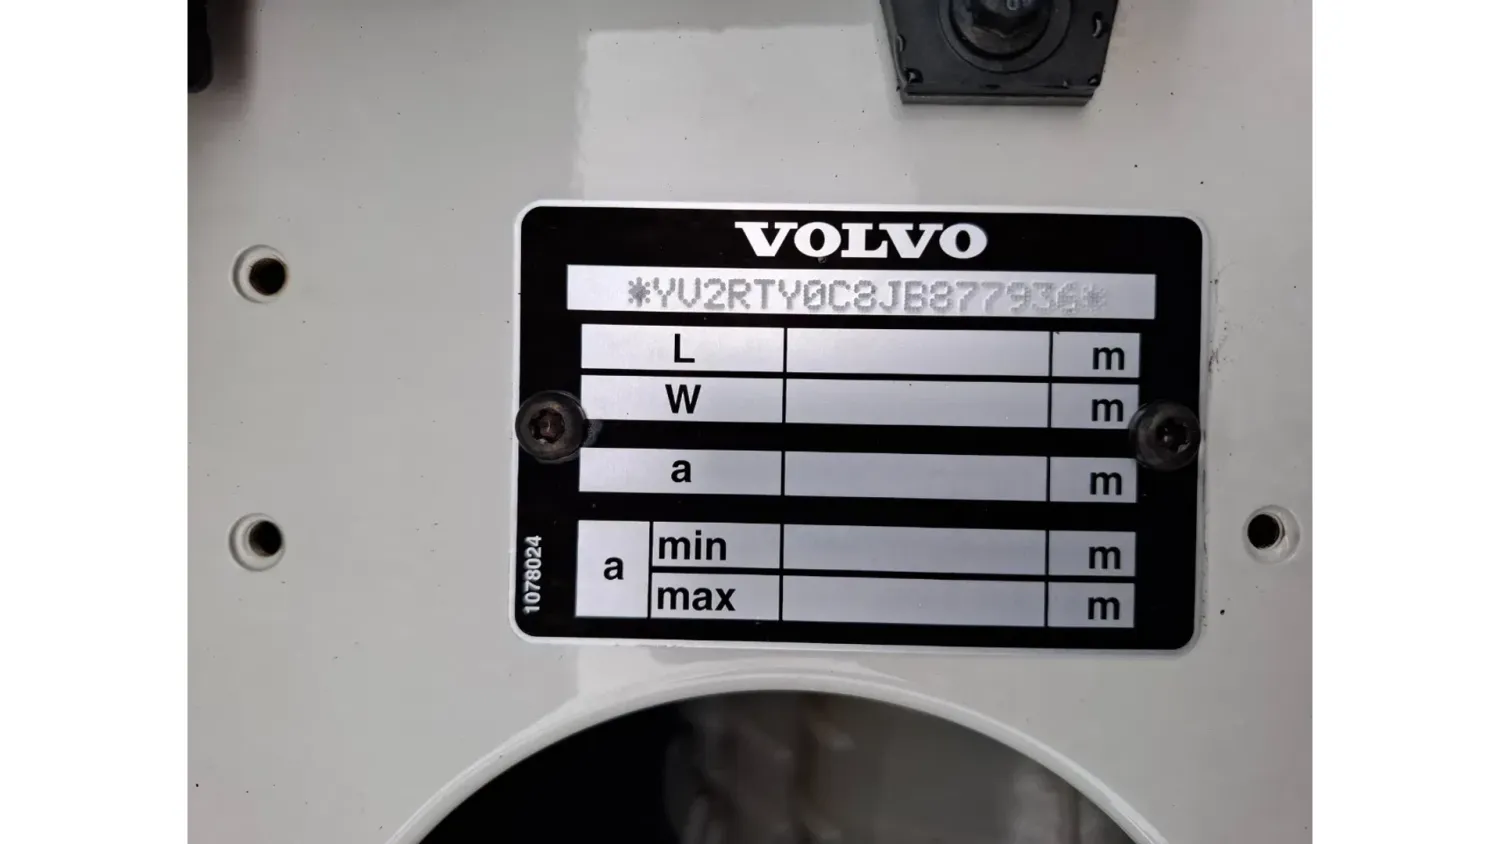 VOLVO
*YV2RTY0C8JB877936*
L m
W m
a m
a min m
max m
1078024